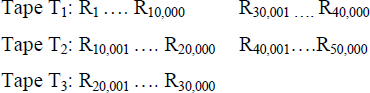 Tape T₁: R₁ …. R₁₀,₀₀₀ R₃₀,₀₀₁ …. R₄₀,₀₀₀
Tape T₂: R₁₀,₀₀₁ …. R₂₀,₀₀₀ R₄₀,₀₀₁….R₅₀,₀₀₀
Tape T₃: R₂₀,₀₀₁ …. R₃₀,₀₀₀